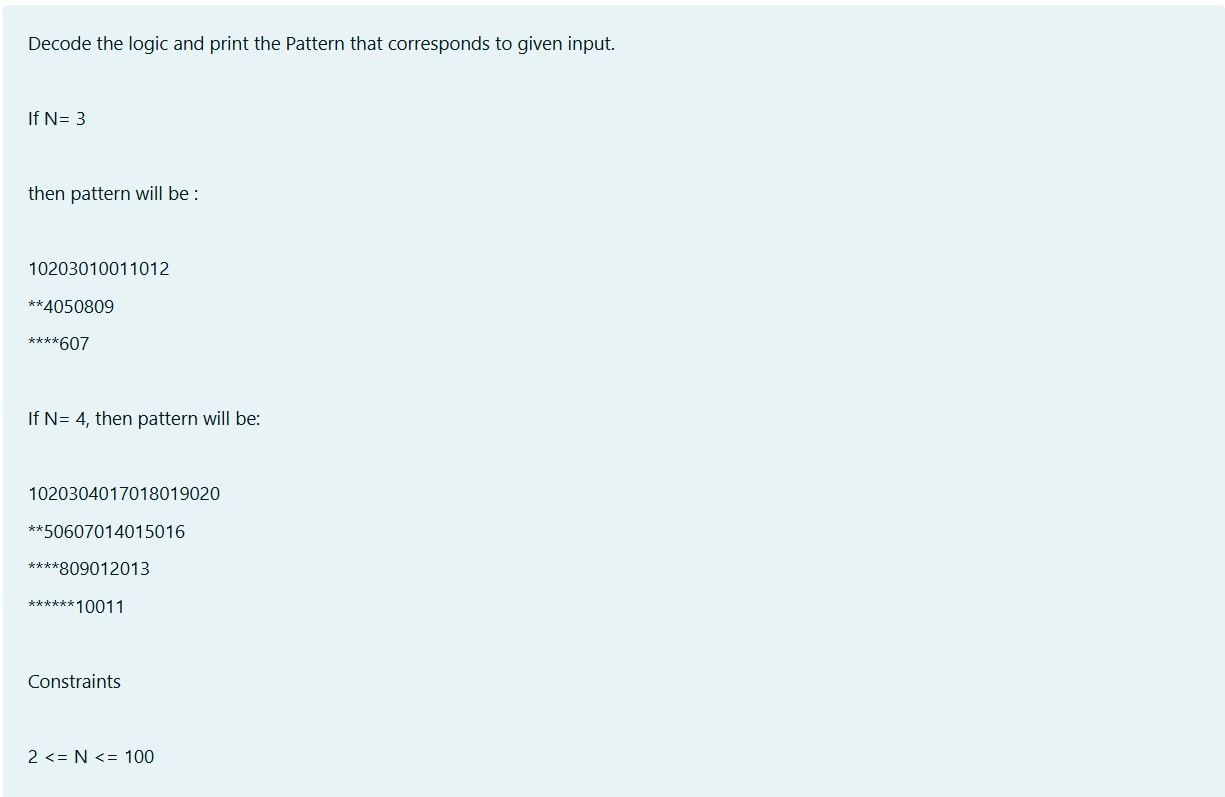 Decode the logic and print the Pattern that corresponds to given input.
If N= 3
then pattern will be :
10203010011012
**4050809
****607
If N= 4, then pattern will be:
1020304017018019020
**50607014015016
****809012013
******10011
Constraints
2 <= N <= 100